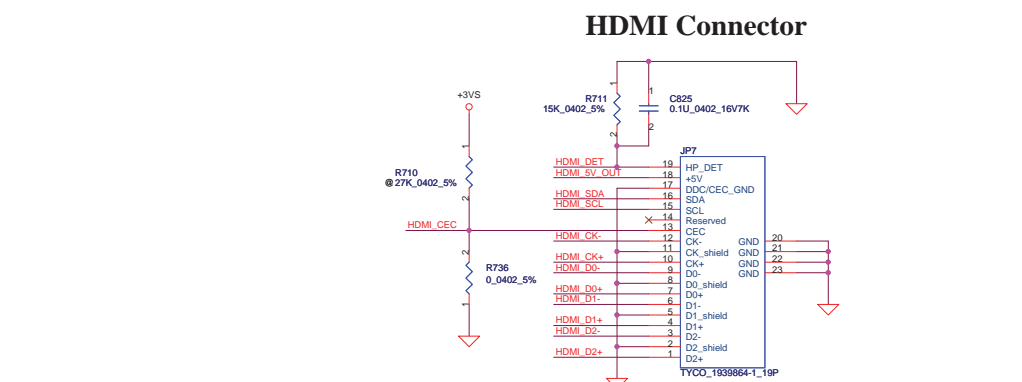 HDMI Connector
+3VS
R711
15K_0402_5%
1
2
C825
0.1U_0402_16V7K
1
2
R710
@ 27K_0402_5%
1
2
HDMI_CEC
R736
0_0402_5%
2
1
JP7
HDMI_DET 19 HP_DET
HDMI_5V_OUT 18 +5V
17 DDC/CEC_GND
HDMI_SDA 16 SDA
HDMI_SCL 15 SCL
14 Reserved
13 CEC
HDMI_CK- 12 CK- GND 20
11 CK_shield GND 21
HDMI_CK+ 10 CK+ GND 22
HDMI_D0- 9 D0- GND 23
8 D0_shield
HDMI_D0+ 7 D0+
HDMI_D1- 6 D1-
5 D1_shield
HDMI_D1+ 4 D1+
HDMI_D2- 3 D2-
2 D2_shield
HDMI_D2+ 1 D2+
TYCO_1939864-1_19P